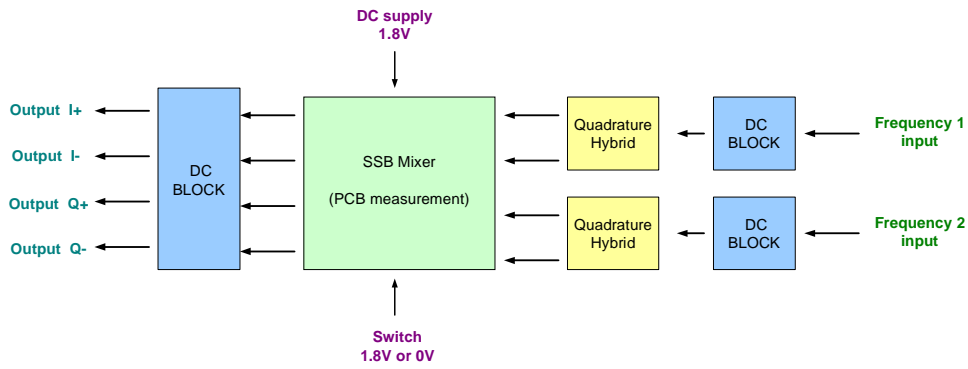 DC supply
1.8V
Output I+
Output I-
Output Q+
Output Q-
DC
BLOCK
SSB Mixer
(PCB measurement)
Quadrature
Hybrid
DC
BLOCK
Frequency 1
input
Quadrature
Hybrid
DC
BLOCK
Frequency 2
input
Switch
1.8V or 0V